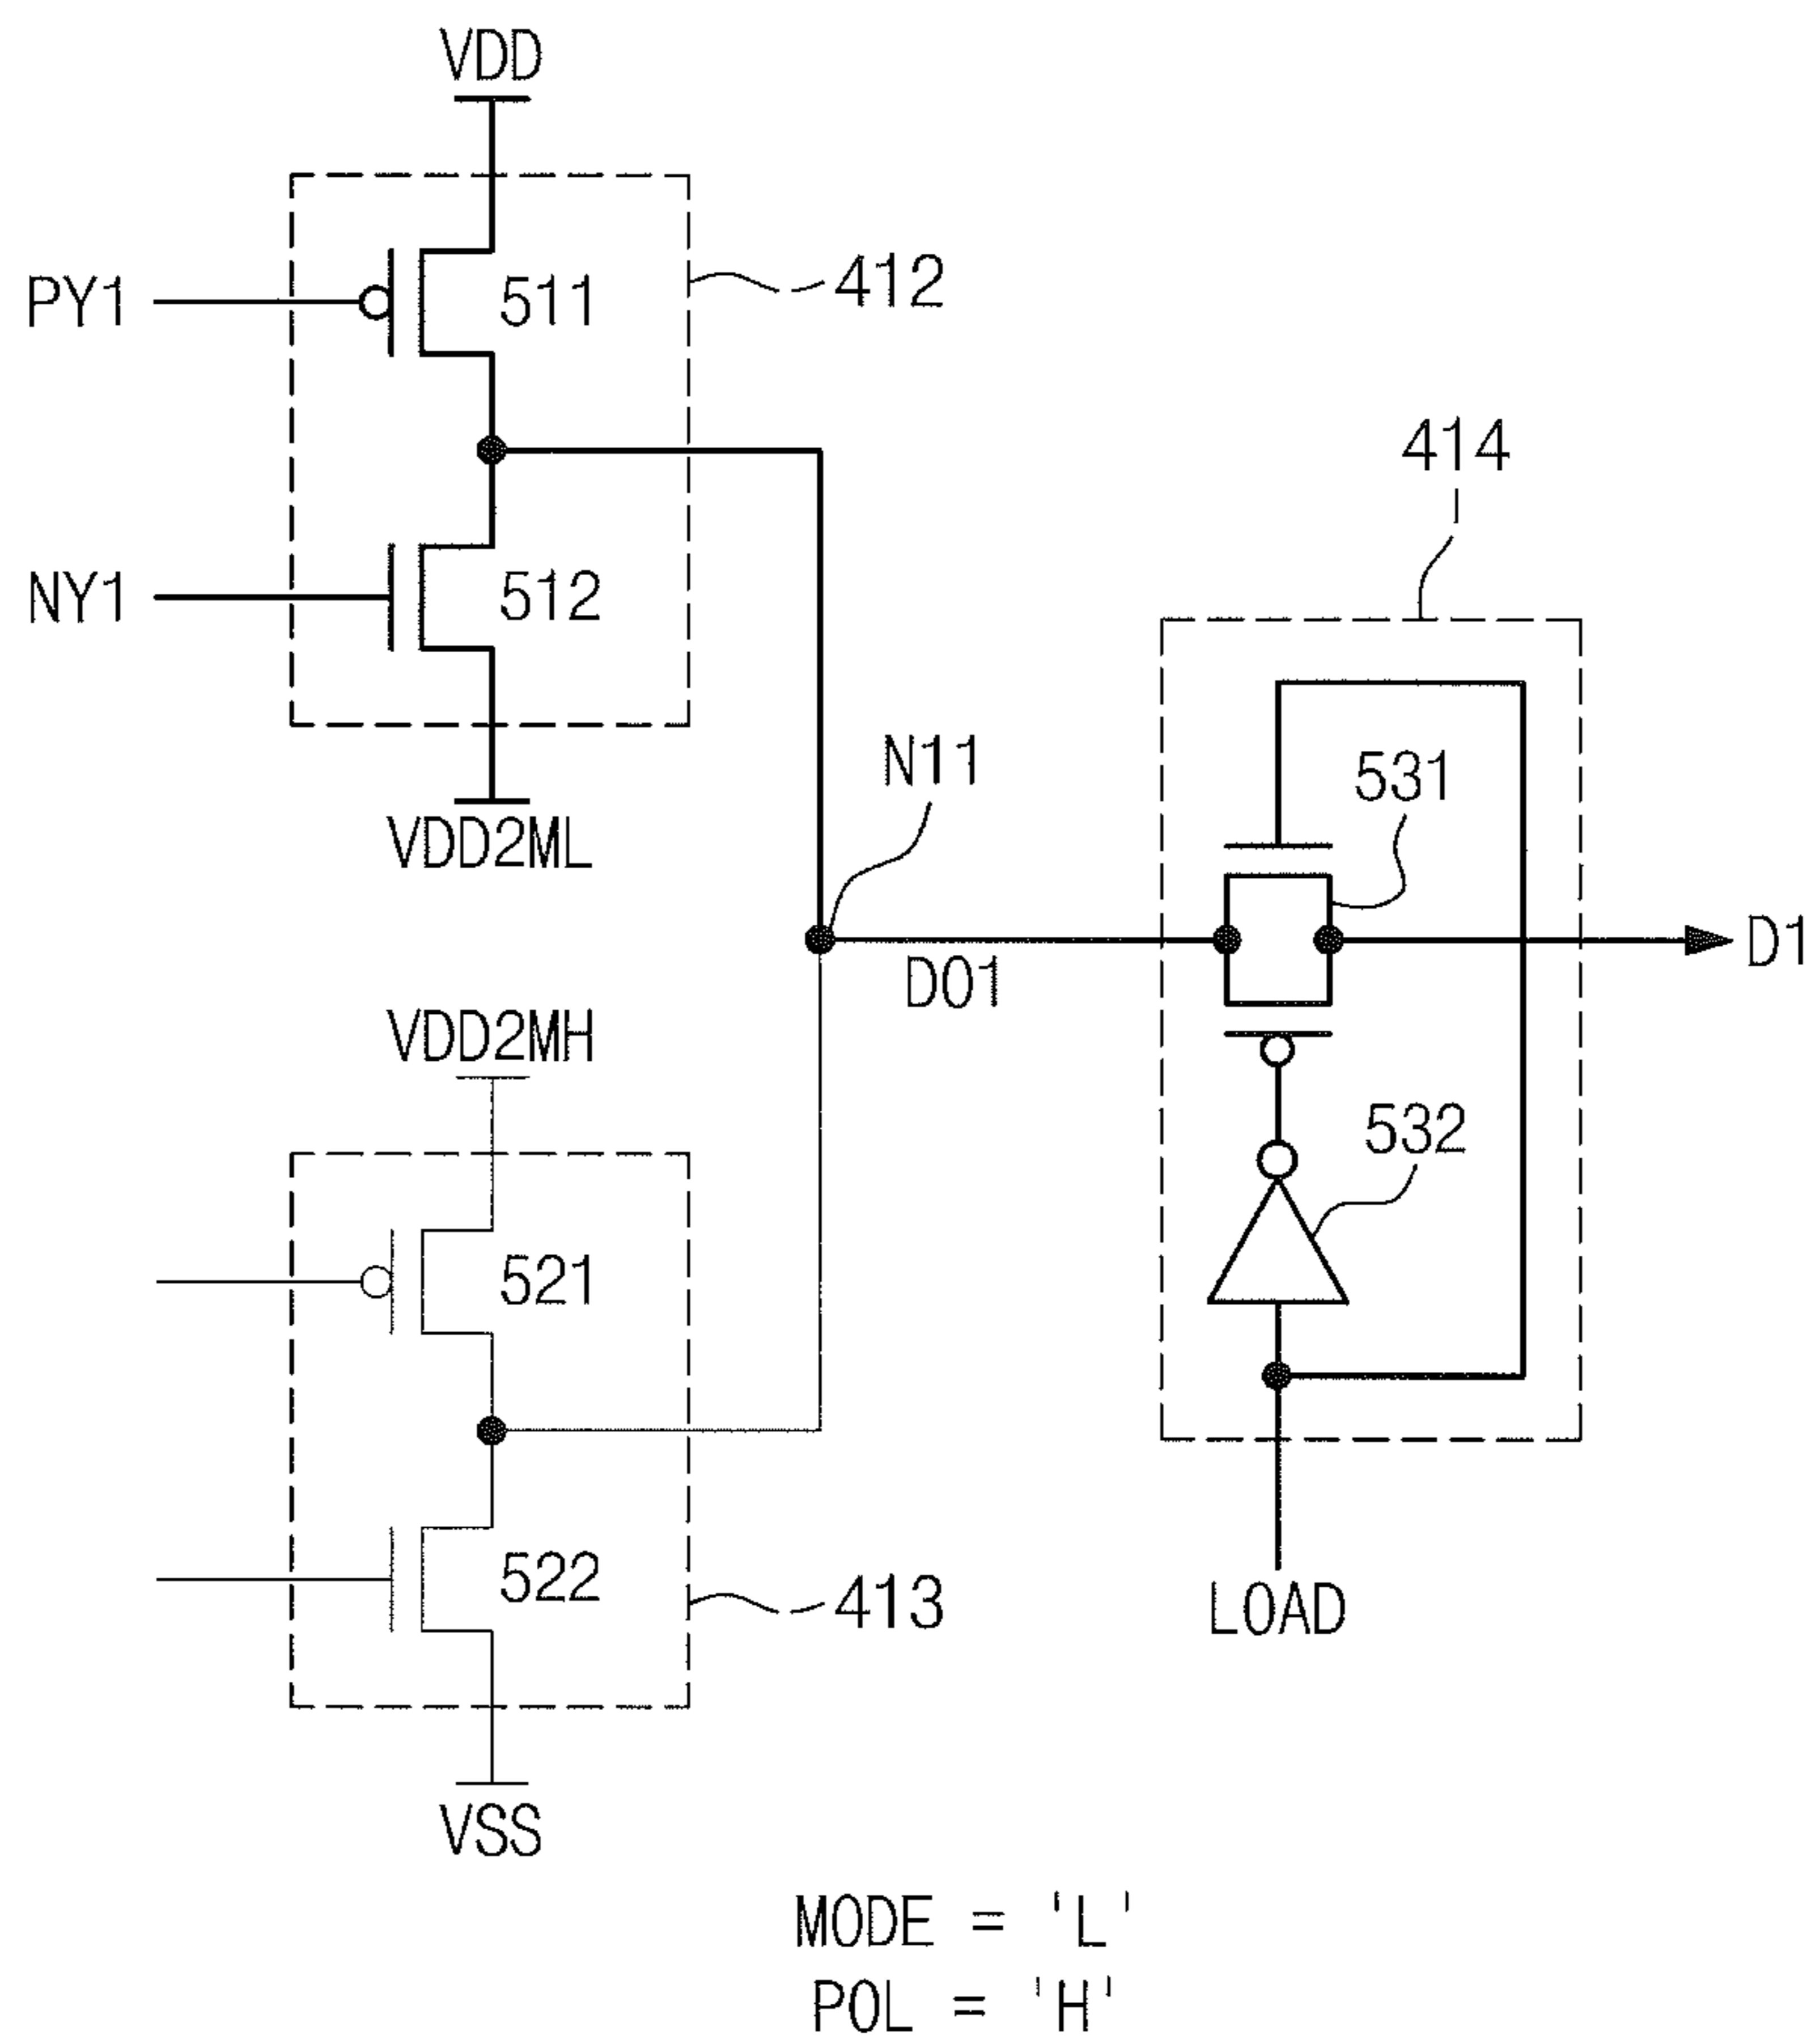 VDD
PY1
511
412
NY1
512
VDD2ML
414
N11
531
DO1
D1
VDD2MH
532
521
522
413
LOAD
VSS
MODE = 'L'
POL = 'H'